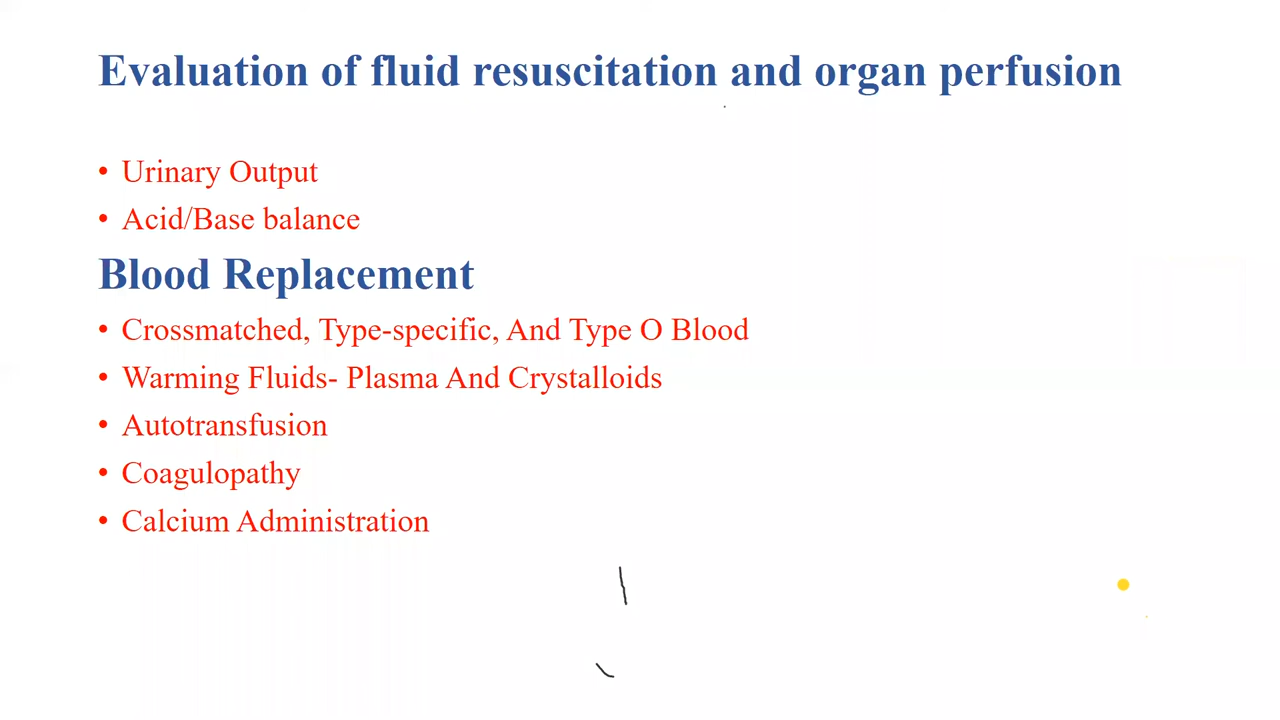 Evaluation of fluid resuscitation and organ perfusion
• Urinary Output
• Acid/Base balance
Blood Replacement
• Crossmatched, Type-specific, And Type O Blood
• Warming Fluids- Plasma And Crystalloids
• Autotransfusion
• Coagulopathy
• Calcium Administration